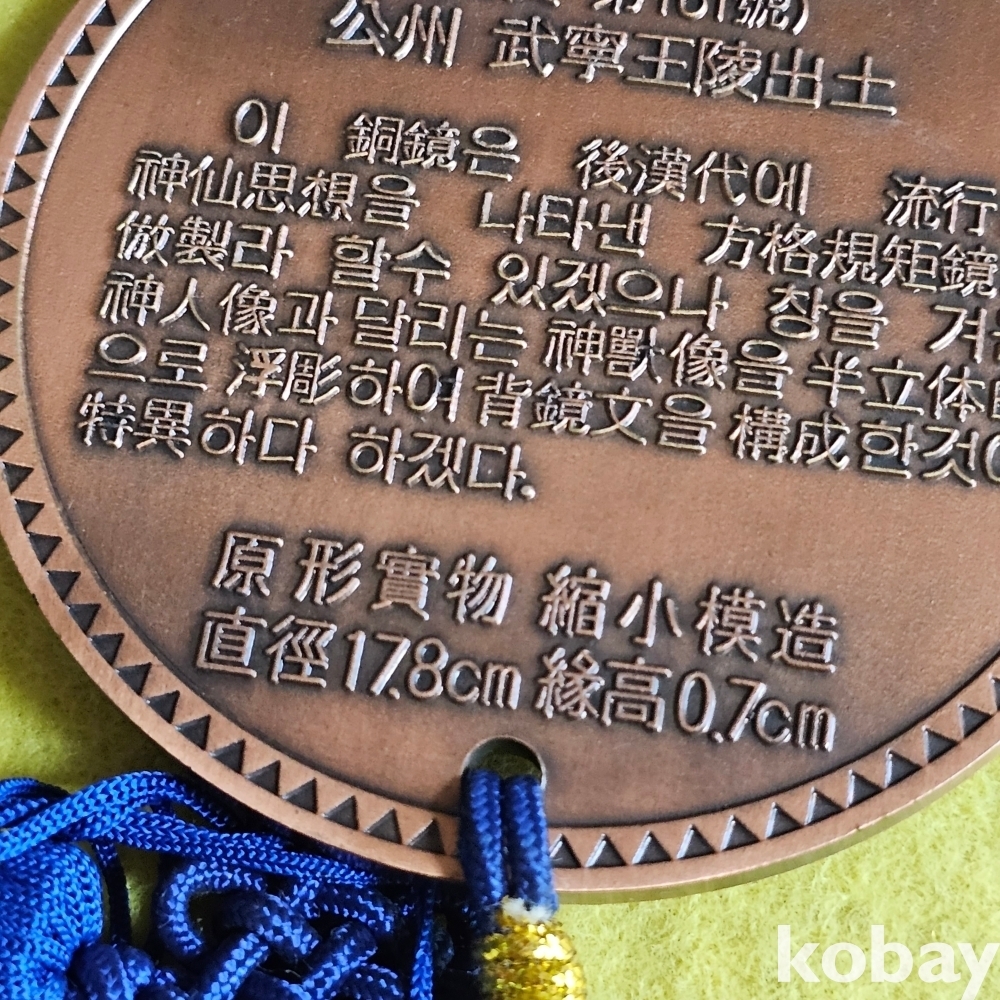 第161號)
公州 武寧王陵出土
이 銅鏡은 後漢代에 流行
神仙思想을 나타낸 方格規矩鏡
倣製라 할수 있겠으나 창을
神人像과 달리는 神獸像을 半立体
으로 浮彫하여 背鏡文을 構成한것
特異하다 하겠다.
原形實物 縮小模造
直徑17.8cm 緣高0.7cm
kobay